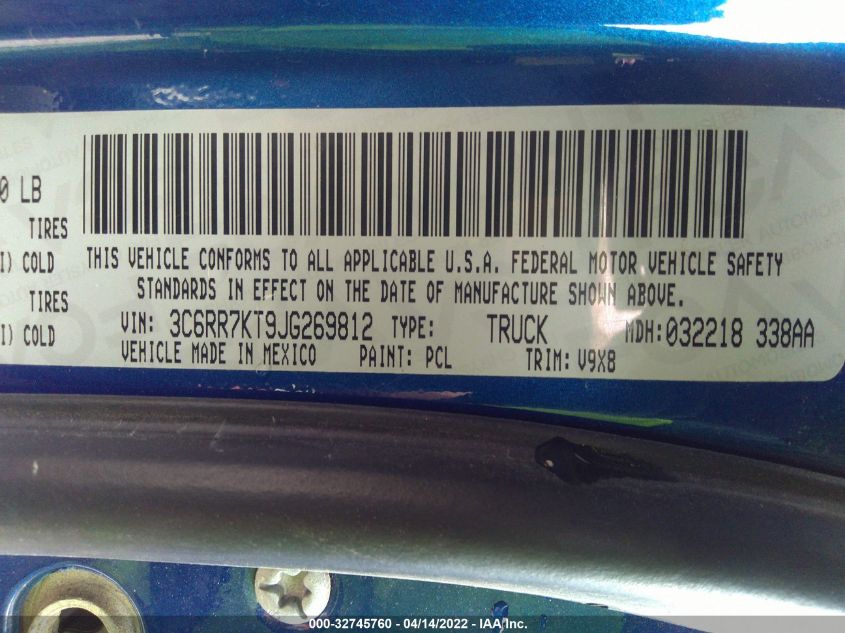 0 LB
TIRES
I) COLD
TIRES
I) COLD
THIS VEHICLE CONFORMS TO ALL APPLICABLE U.S.A. FEDERAL MOTOR VEHICLE SAFETY
STANDARDS IN EFFECT ON THE DATE OF MANUFACTURE SHOWN ABOVE.
VIN: 3C6RR7KT9JG269812 TYPE: TRUCK MDH:032218 338AA
VEHICLE MADE IN MEXICO PAINT: PCL TRIM: V9X8
000-32745760 - 04/14/2022 - IAA Inc.